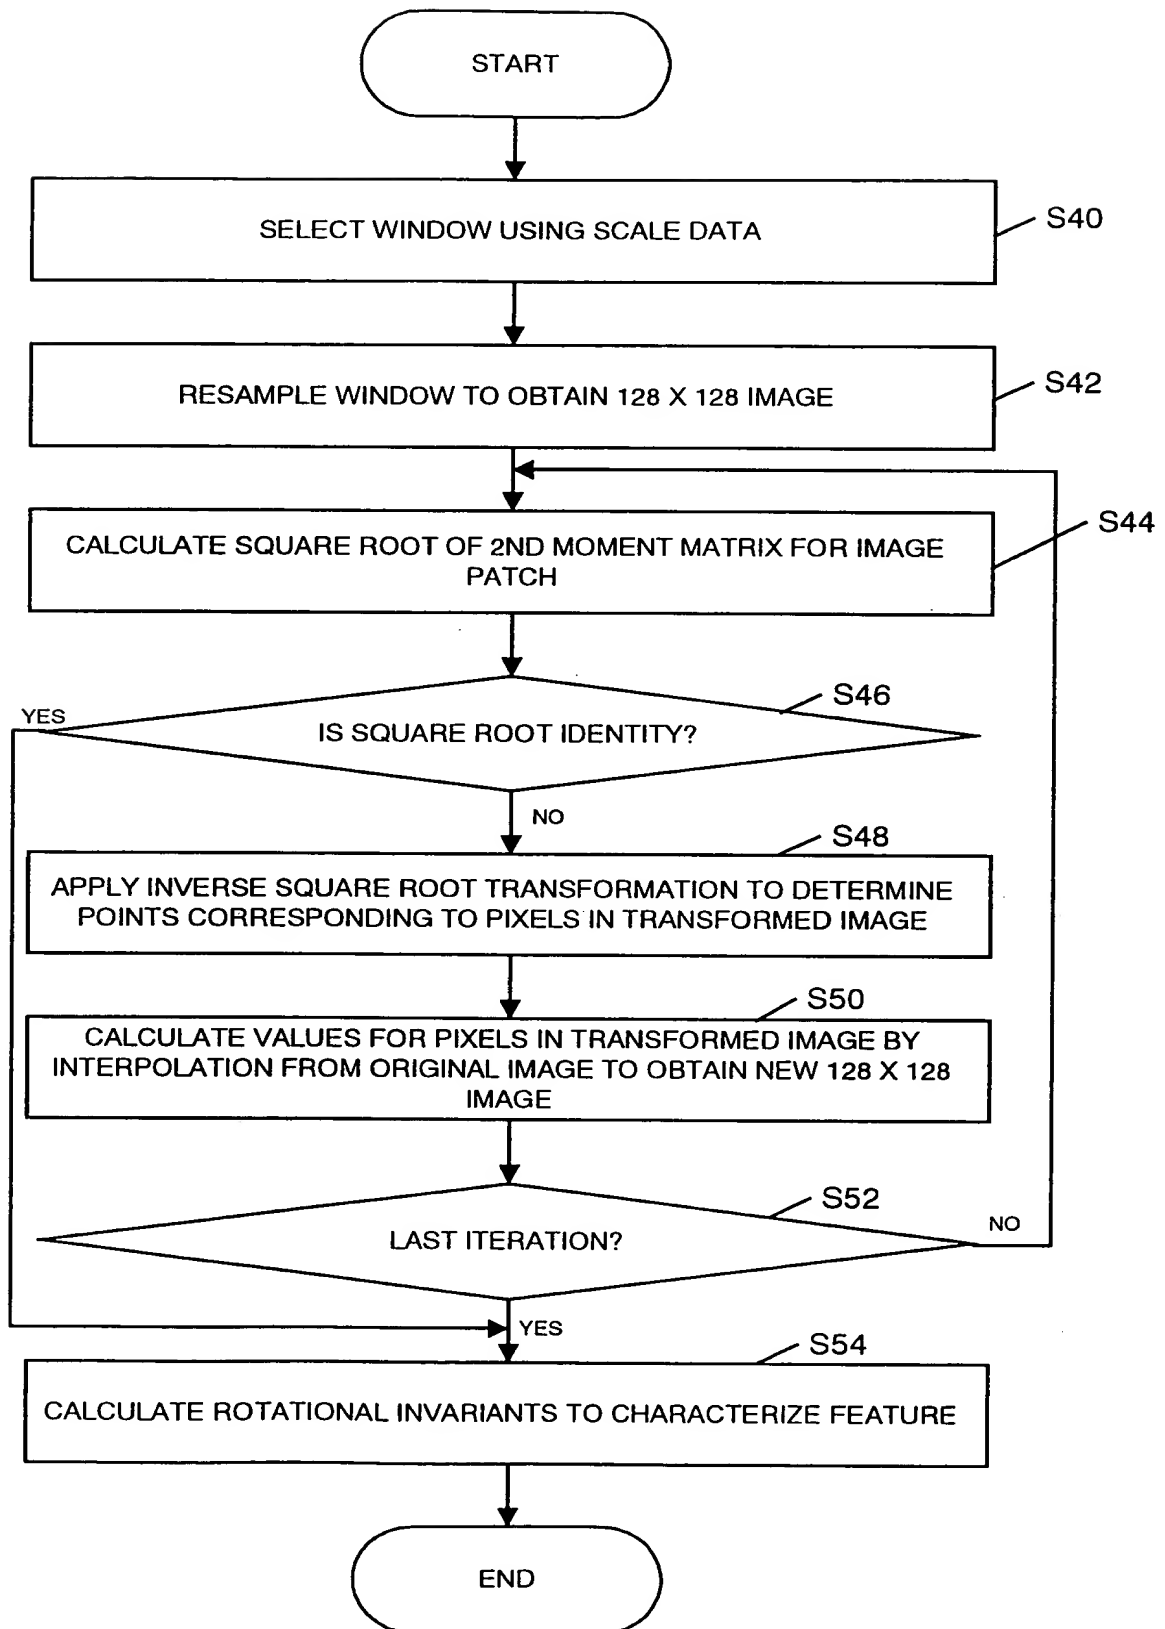 START
SELECT WINDOW USING SCALE DATA
S40
RESAMPLE WINDOW TO OBTAIN 128 X 128 IMAGE
S42
CALCULATE SQUARE ROOT OF 2ND MOMENT MATRIX FOR IMAGE
PATCH
S44
YES
IS SQUARE ROOT IDENTITY?
S46
NO
S48
APPLY INVERSE SQUARE ROOT TRANSFORMATION TO DETERMINE
POINTS CORRESPONDING TO PIXELS IN TRANSFORMED IMAGE
S50
CALCULATE VALUES FOR PIXELS IN TRANSFORMED IMAGE BY
INTERPOLATION FROM ORIGINAL IMAGE TO OBTAIN NEW 128 X 128
IMAGE
S52
LAST ITERATION?
NO
YES
S54
CALCULATE ROTATIONAL INVARIANTS TO CHARACTERIZE FEATURE
END